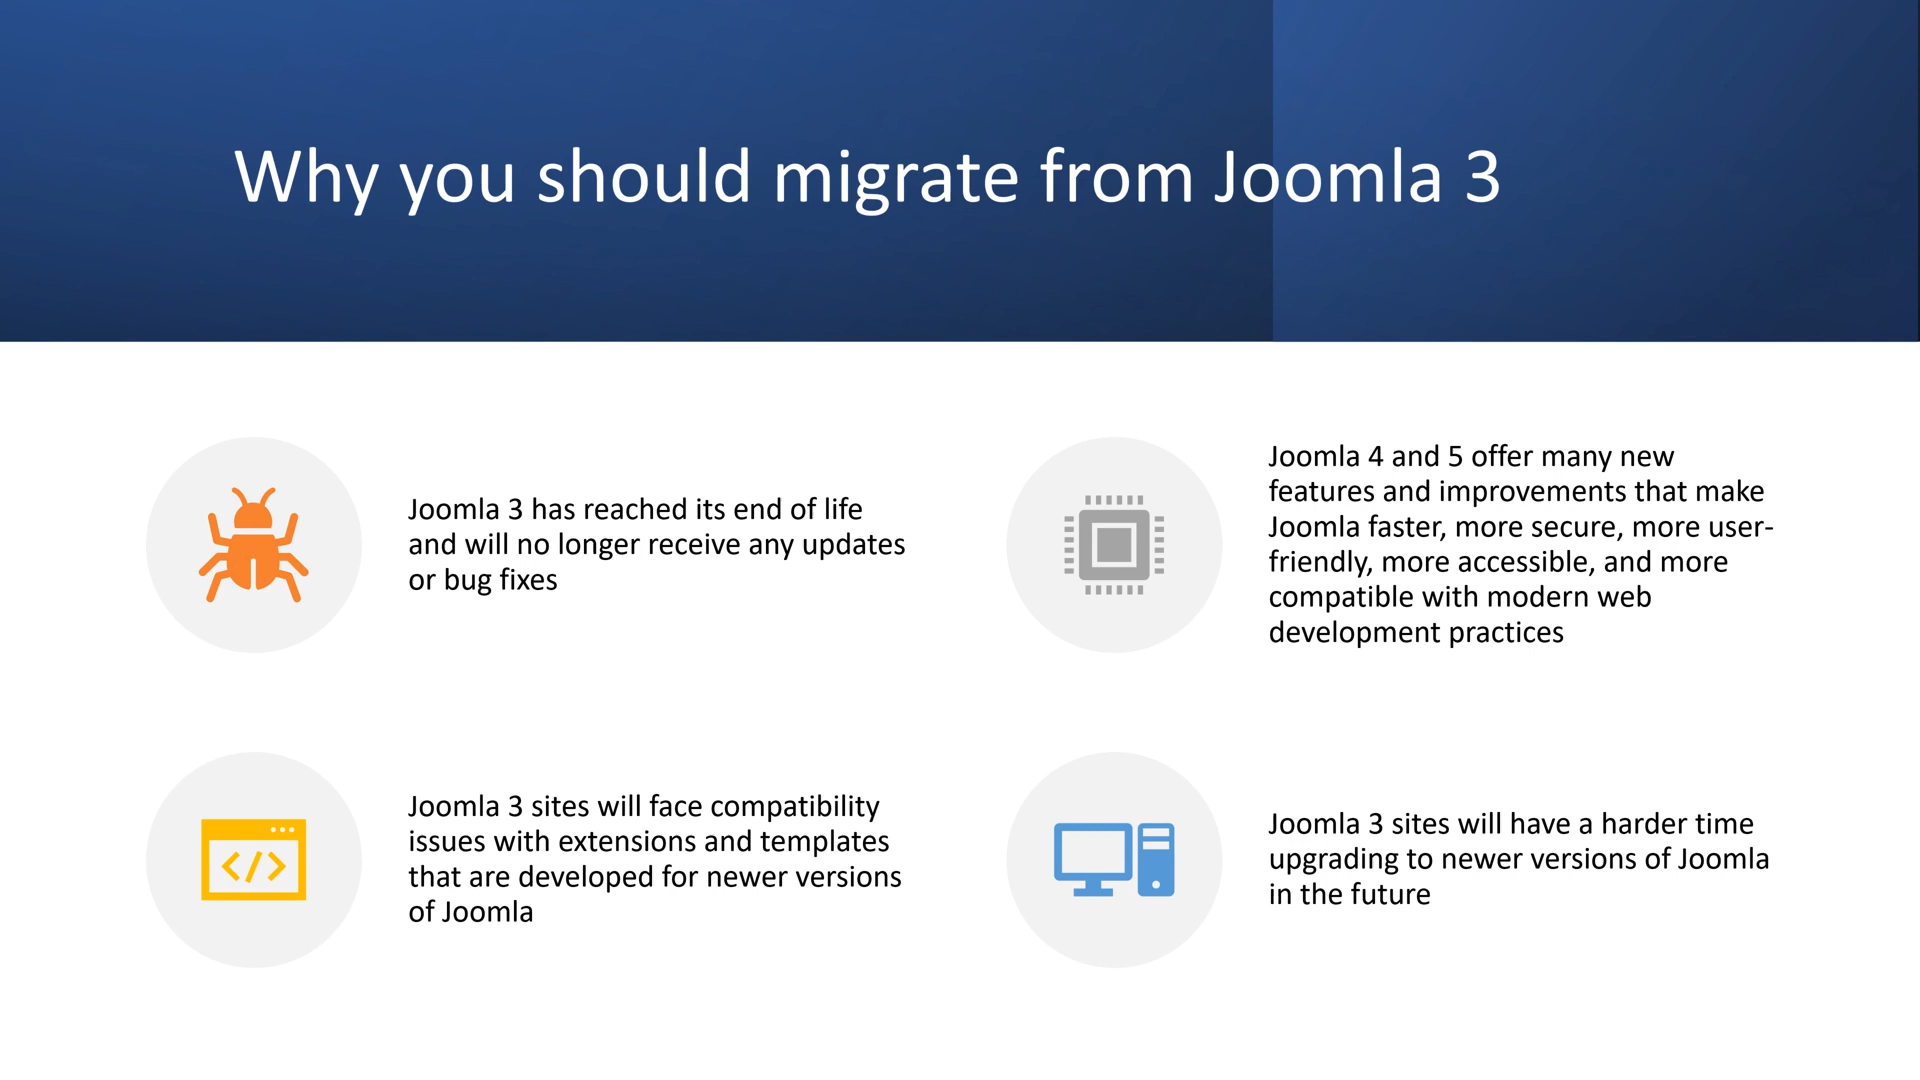 Why you should migrate from Joomla 3
Joomla 3 has reached its end of life
and will no longer receive any updates
or bug fixes
Joomla 4 and 5 offer many new
features and improvements that make
Joomla faster, more secure, more user-
friendly, more accessible, and more
compatible with modern web
development practices
Joomla 3 sites will face compatibility
issues with extensions and templates
that are developed for newer versions
of Joomla
Joomla 3 sites will have a harder time
upgrading to newer versions of Joomla
in the future